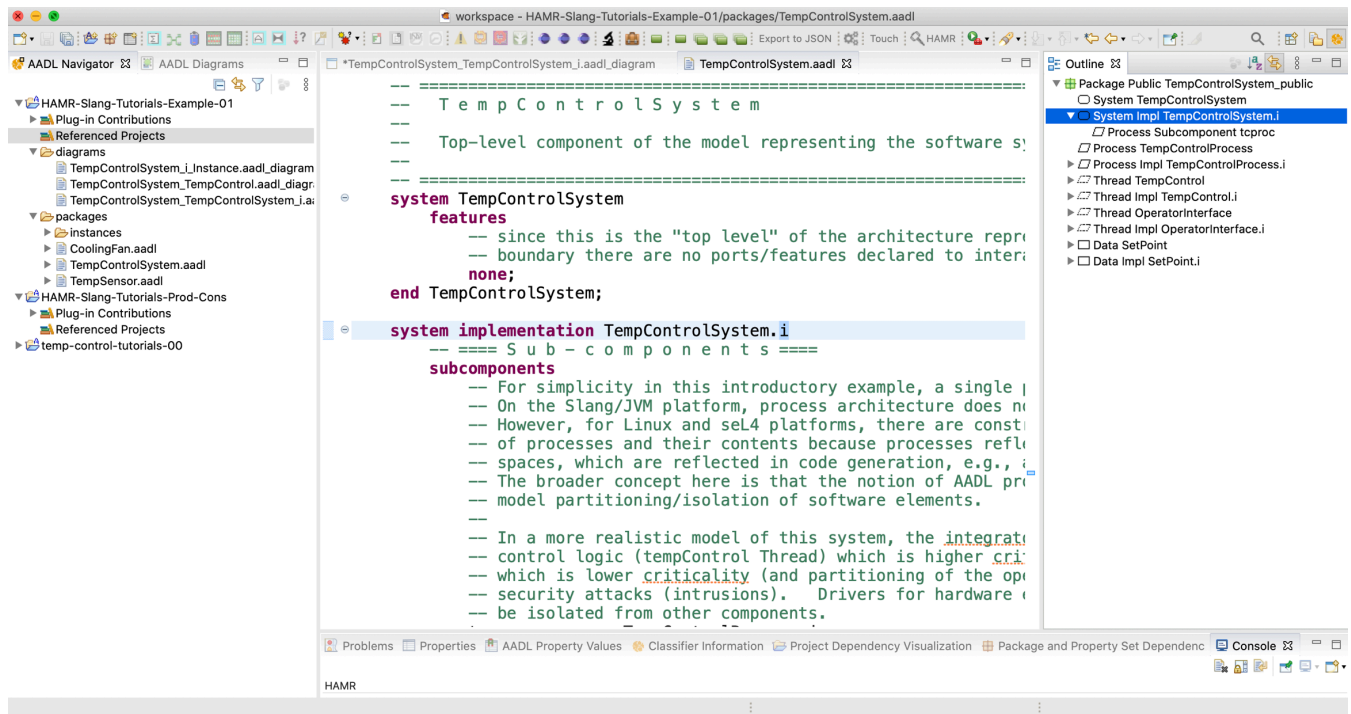 workspace - HAMR-Slang-Tutorials-Example-01/packages/TempControlSystem.aadl
Export to JSON Touch HAMR
AADL Navigator AADL Diagrams
HAMR-Slang-Tutorials-Example-01
Plug-in Contributions
Referenced Projects
diagrams
TempControlSystem_i_Instance.aadl_diagram
TempControlSystem_TempControl.aadl_diagr
TempControlSystem_TempControlSystem_i.aa
packages
instances
CoolingFan.aadl
TempControlSystem.aadl
TempSensor.aadl
HAMR-Slang-Tutorials-Prod-Cons
Plug-in Contributions
Referenced Projects
temp-control-tutorials-00
*TempControlSystem_TempControlSystem_i.aadl_diagram TempControlSystem.aadl
-- ==============================================================
-- T e m p C o n t r o l S y s t e m
--
-- Top-level component of the model representing the software sy
--
-- ==============================================================
system TempControlSystem
features
-- since this is the "top level" of the architecture repre
-- boundary there are no ports/features declared to intera
none;
end TempControlSystem;
system implementation TempControlSystem.i
-- ==== S u b - c o m p o n e n t s ====
subcomponents
-- For simplicity in this introductory example, a single
-- On the Slang/JVM platform, process architecture does no
-- However, for Linux and seL4 platforms, there are constr
-- of processes and their contents because processes refle
-- spaces, which are reflected in code generation, e.g., a
-- The broader concept here is that the notion of AADL pro
-- model partitioning/isolation of software elements.
--
-- In a more realistic model of this system, the integrato
-- control logic (tempControl Thread) which is higher crit
-- which is lower criticality (and partitioning of the ope
-- security attacks (intrusions). Drivers for hardware
-- be isolated from other components.
Outline
Package Public TempControlSystem_public
System TempControlSystem
System Impl TempControlSystem.i
Process Subcomponent tcproc
Process TempControlProcess
Process Impl TempControlProcess.i
Thread TempControl
Thread Impl TempControl.i
Thread OperatorInterface
Thread Impl OperatorInterface.i
Data SetPoint
Data Impl SetPoint.i
Problems Properties AADL Property Values Classifier Information Project Dependency Visualization Package and Property Set Dependenc Console
HAMR